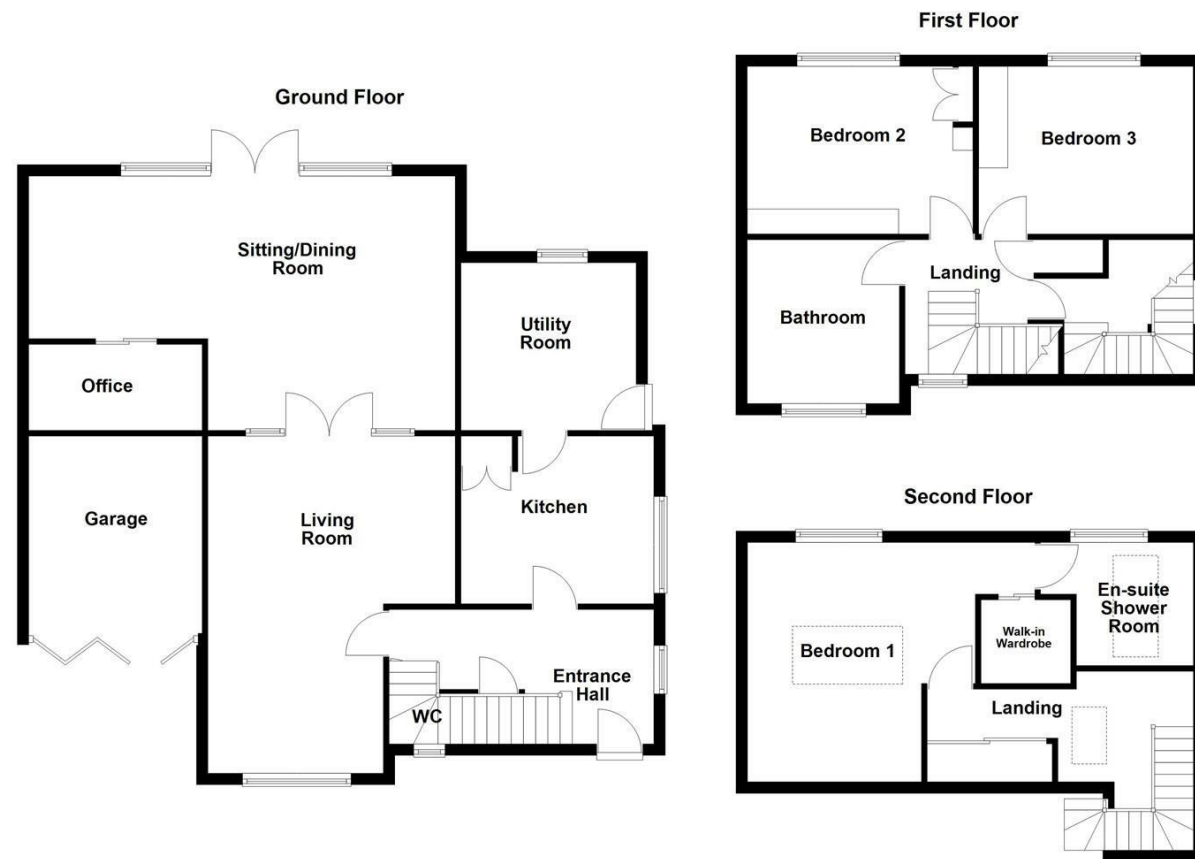 Ground Floor
Sitting/Dining
Room
Utility
Room
Office
Garage
Living
Room
Kitchen
Entrance
Hall
WC
First Floor
Bedroom 2
Bedroom 3
Landing
Bathroom
Second Floor
En-suite
Shower
Room
Walk-in
Wardrobe
Bedroom 1
Landing